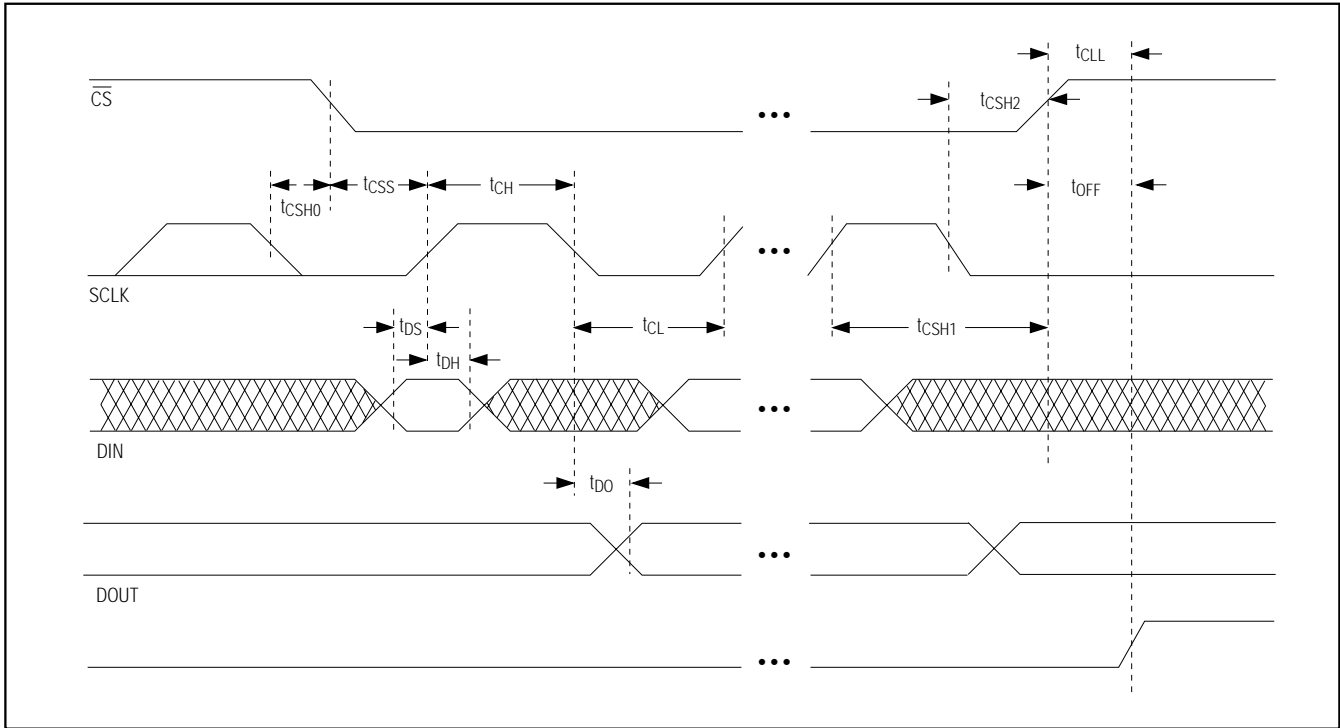 tCLL
CS
tCSH2
tCSS
tCH
tOFF
tCSH0
SCLK
tDS
tCL
tCSH1
tDH
DIN
tDO
DOUT